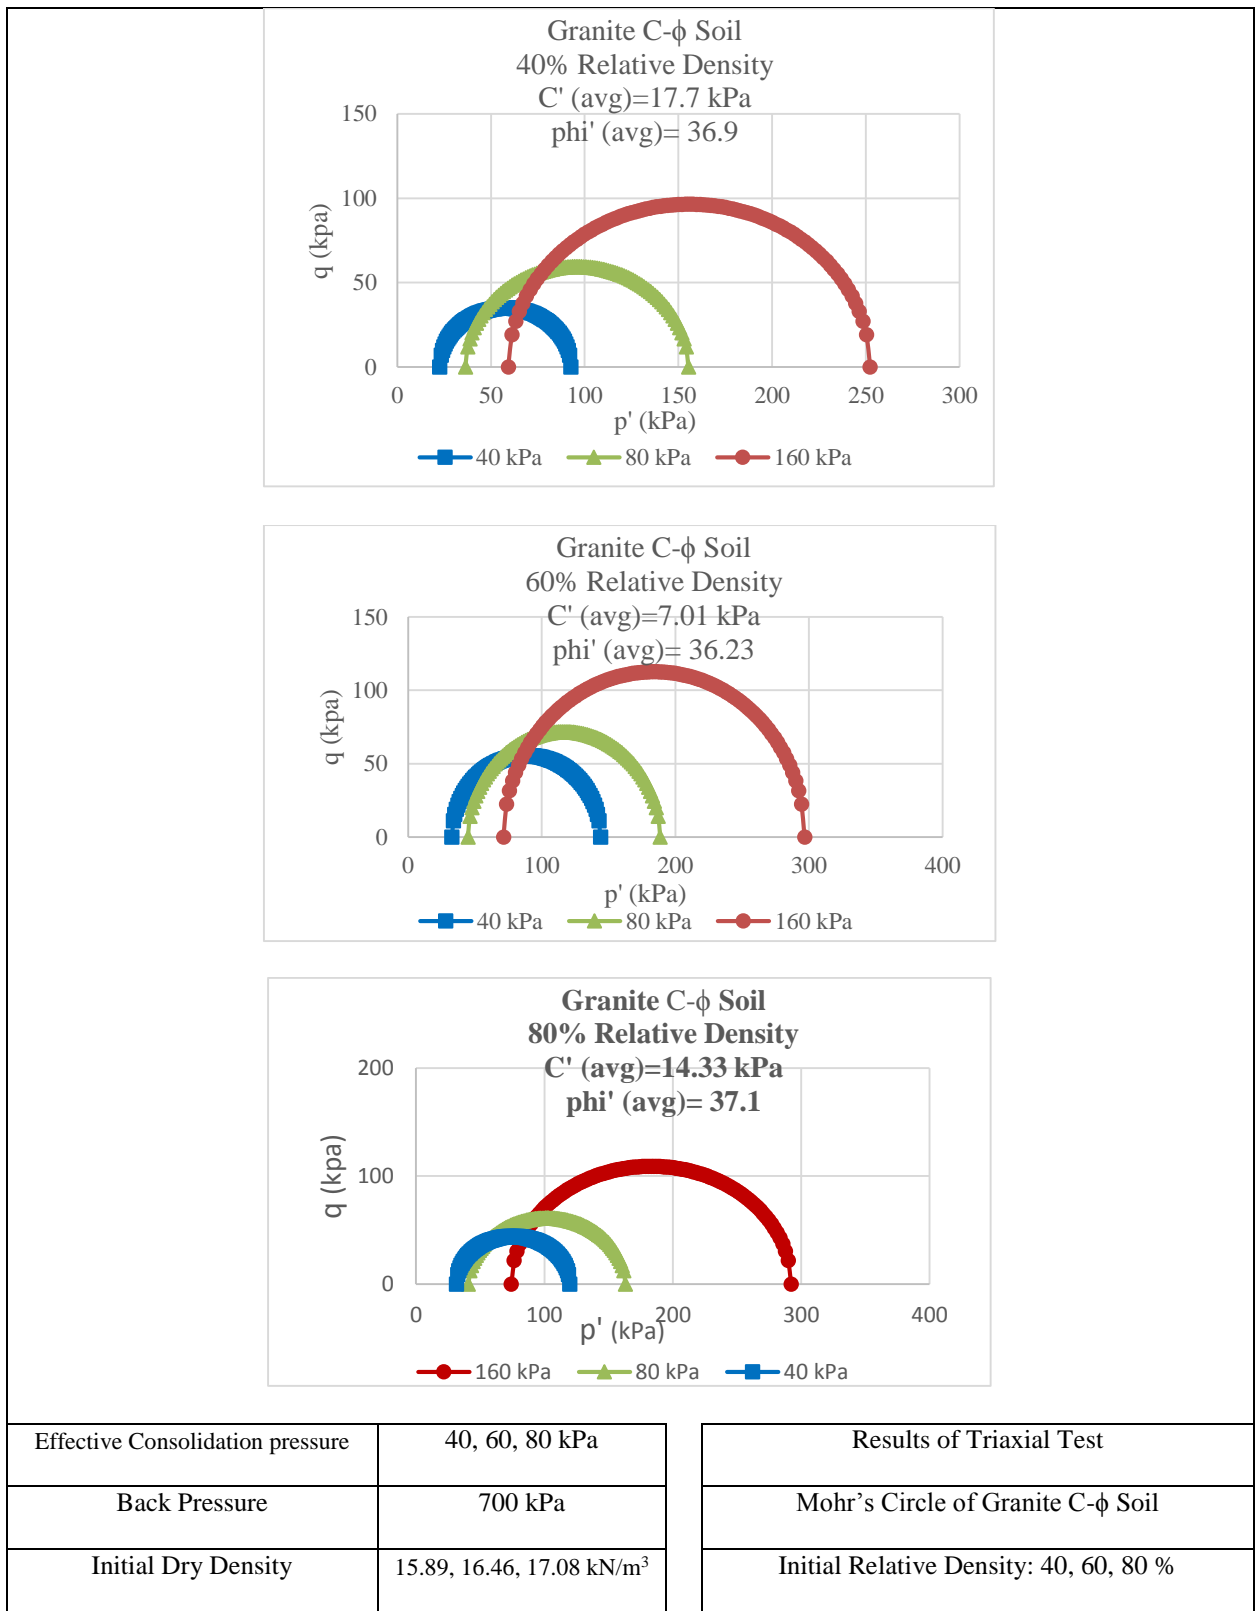 Granite C-ϕ Soil
40% Relative Density
C' (avg)=17.7 kPa
phi' (avg)= 36.9
150
100
50
0
q (kpa)
0 50 100 150 200 250 300
p' (kPa)
40 kPa 80 kPa 160 kPa
Granite C-ϕ Soil
60% Relative Density
C' (avg)=7.01 kPa
phi' (avg)= 36.23
150
100
50
0
q (kpa)
0 100 200 300 400
p' (kPa)
40 kPa 80 kPa 160 kPa
Granite C-ϕ Soil
80% Relative Density
C' (avg)=14.33 kPa
phi' (avg)= 37.1
200
100
0
q (kpa)
0 100 200 300 400
p' (kPa)
160 kPa 80 kPa 40 kPa
Effective Consolidation pressure 40, 60, 80 kPa Results of Triaxial Test
Back Pressure 700 kPa Mohr’s Circle of Granite C-ϕ Soil
Initial Dry Density 15.89, 16.46, 17.08 kN/m³ Initial Relative Density: 40, 60, 80 %